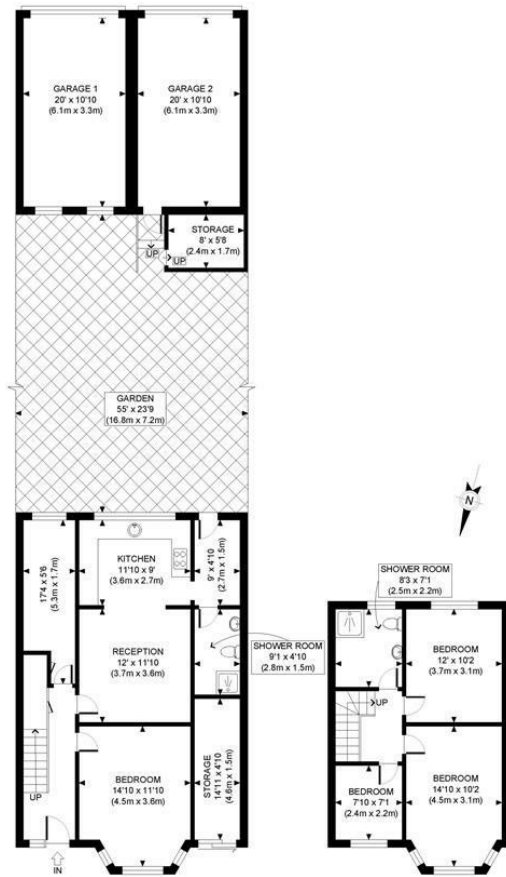 GARAGE 1
20' x 10'10
(6.1m x 3.3m)
GARAGE 2
20' x 10'10
(6.1m x 3.3m)
STORAGE
8' x 5'8
(2.4m x 1.7m)
UP
UP
GARDEN
55' x 23'9
(16.8m x 7.2m)
17'4 x 5'6
(5.3m x 1.7m)
KITCHEN
11'10 x 9'
(3.6m x 2.7m)
9' x 4'10
(2.7m x 1.5m)
RECEPTION
12' x 11'10
(3.7m x 3.6m)
SHOWER ROOM
9'1 x 4'10
(2.8m x 1.5m)
BEDROOM
14'10 x 11'10
(4.5m x 3.6m)
STORAGE
14'11 x 4'10
(4.6m x 1.5m)
UP
IN
N
SHOWER ROOM
8'3 x 7'1
(2.5m x 2.2m)
BEDROOM
12' x 10'2
(3.7m x 3.1m)
UP
BEDROOM
7'10 x 7'1
(2.4m x 2.2m)
BEDROOM
14'10 x 10'2
(4.5m x 3.1m)